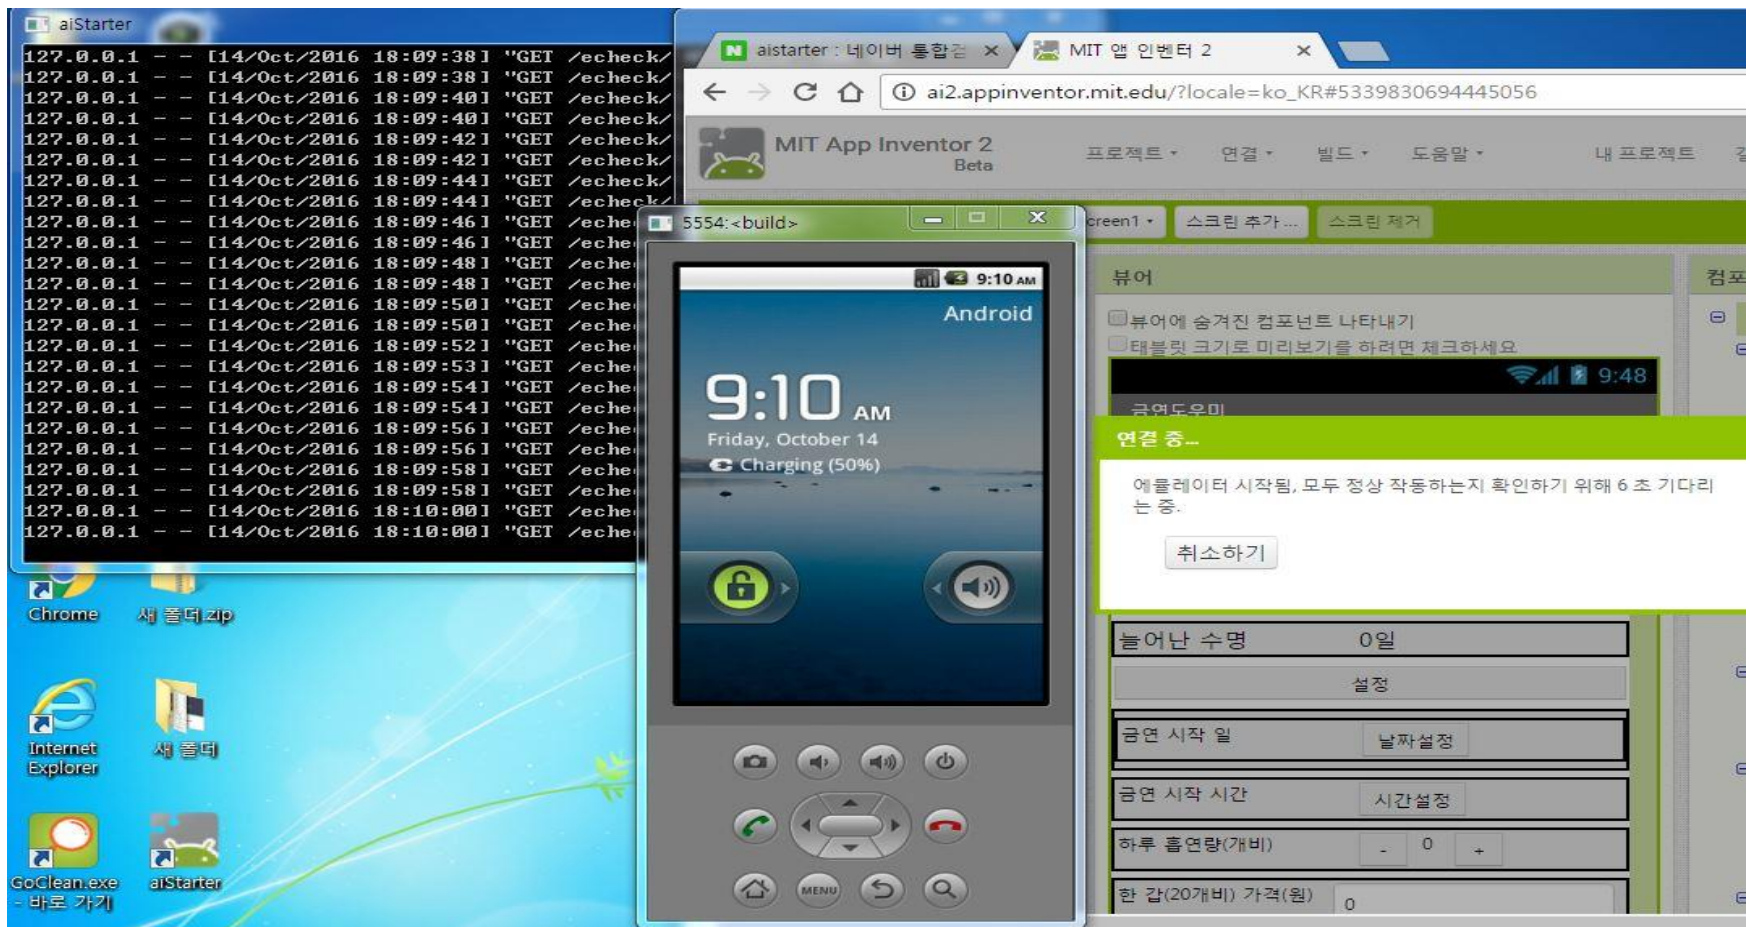 aiStarter
127.0.0.1 - - [14/Oct/2016 18:09:38] "GET /echeck/
127.0.0.1 - - [14/Oct/2016 18:09:38] "GET /echeck/
127.0.0.1 - - [14/Oct/2016 18:09:40] "GET /echeck/
127.0.0.1 - - [14/Oct/2016 18:09:40] "GET /echeck/
127.0.0.1 - - [14/Oct/2016 18:09:42] "GET /echeck/
127.0.0.1 - - [14/Oct/2016 18:09:42] "GET /echeck/
127.0.0.1 - - [14/Oct/2016 18:09:44] "GET /echeck/
127.0.0.1 - - [14/Oct/2016 18:09:44] "GET /echeck/
127.0.0.1 - - [14/Oct/2016 18:09:46] "GET /eche
127.0.0.1 - - [14/Oct/2016 18:09:46] "GET /eche
127.0.0.1 - - [14/Oct/2016 18:09:48] "GET /eche
127.0.0.1 - - [14/Oct/2016 18:09:48] "GET /eche
127.0.0.1 - - [14/Oct/2016 18:09:50] "GET /eche
127.0.0.1 - - [14/Oct/2016 18:09:50] "GET /eche
127.0.0.1 - - [14/Oct/2016 18:09:52] "GET /eche
127.0.0.1 - - [14/Oct/2016 18:09:53] "GET /eche
127.0.0.1 - - [14/Oct/2016 18:09:54] "GET /eche
127.0.0.1 - - [14/Oct/2016 18:09:54] "GET /eche
127.0.0.1 - - [14/Oct/2016 18:09:56] "GET /eche
127.0.0.1 - - [14/Oct/2016 18:09:56] "GET /eche
127.0.0.1 - - [14/Oct/2016 18:09:58] "GET /eche
127.0.0.1 - - [14/Oct/2016 18:09:58] "GET /eche
127.0.0.1 - - [14/Oct/2016 18:10:00] "GET /eche
127.0.0.1 - - [14/Oct/2016 18:10:00] "GET /eche
Chrome
새 폴더.zip
Internet
Explorer
새 폴더
GoClean.exe
- 바로 가기
aiStarter
N aistarter : 네이버 통합검
MIT 앱 인벤터 2
ai2.appinventor.mit.edu/?locale=ko_KR#5339830694445056
MIT App Inventor 2
Beta
프로젝트 연결 빌드 도움말 내 프로젝트
creen1 스크린 추가 ... 스크린 제거
5554:<build>
9:10 AM
Android
9:10 AM
Friday, October 14
Charging (50%)
MENU
뷰어
컴포
뷰어에 숨겨진 컴포넌트 나타내기
태블릿 크기로 미리보기를 하려면 체크하세요
9:48
금연도우미
연결 중...
에뮬레이터 시작됨, 모두 정상 작동하는지 확인하기 위해 6 초 기다리
는 중.
취소하기
늘어난 수명 0일
설정
금연 시작 일 날짜설정
금연 시작 시간 시간설정
하루 흡연량(개비) - 0 +
한 갑(20개비) 가격(원) 0